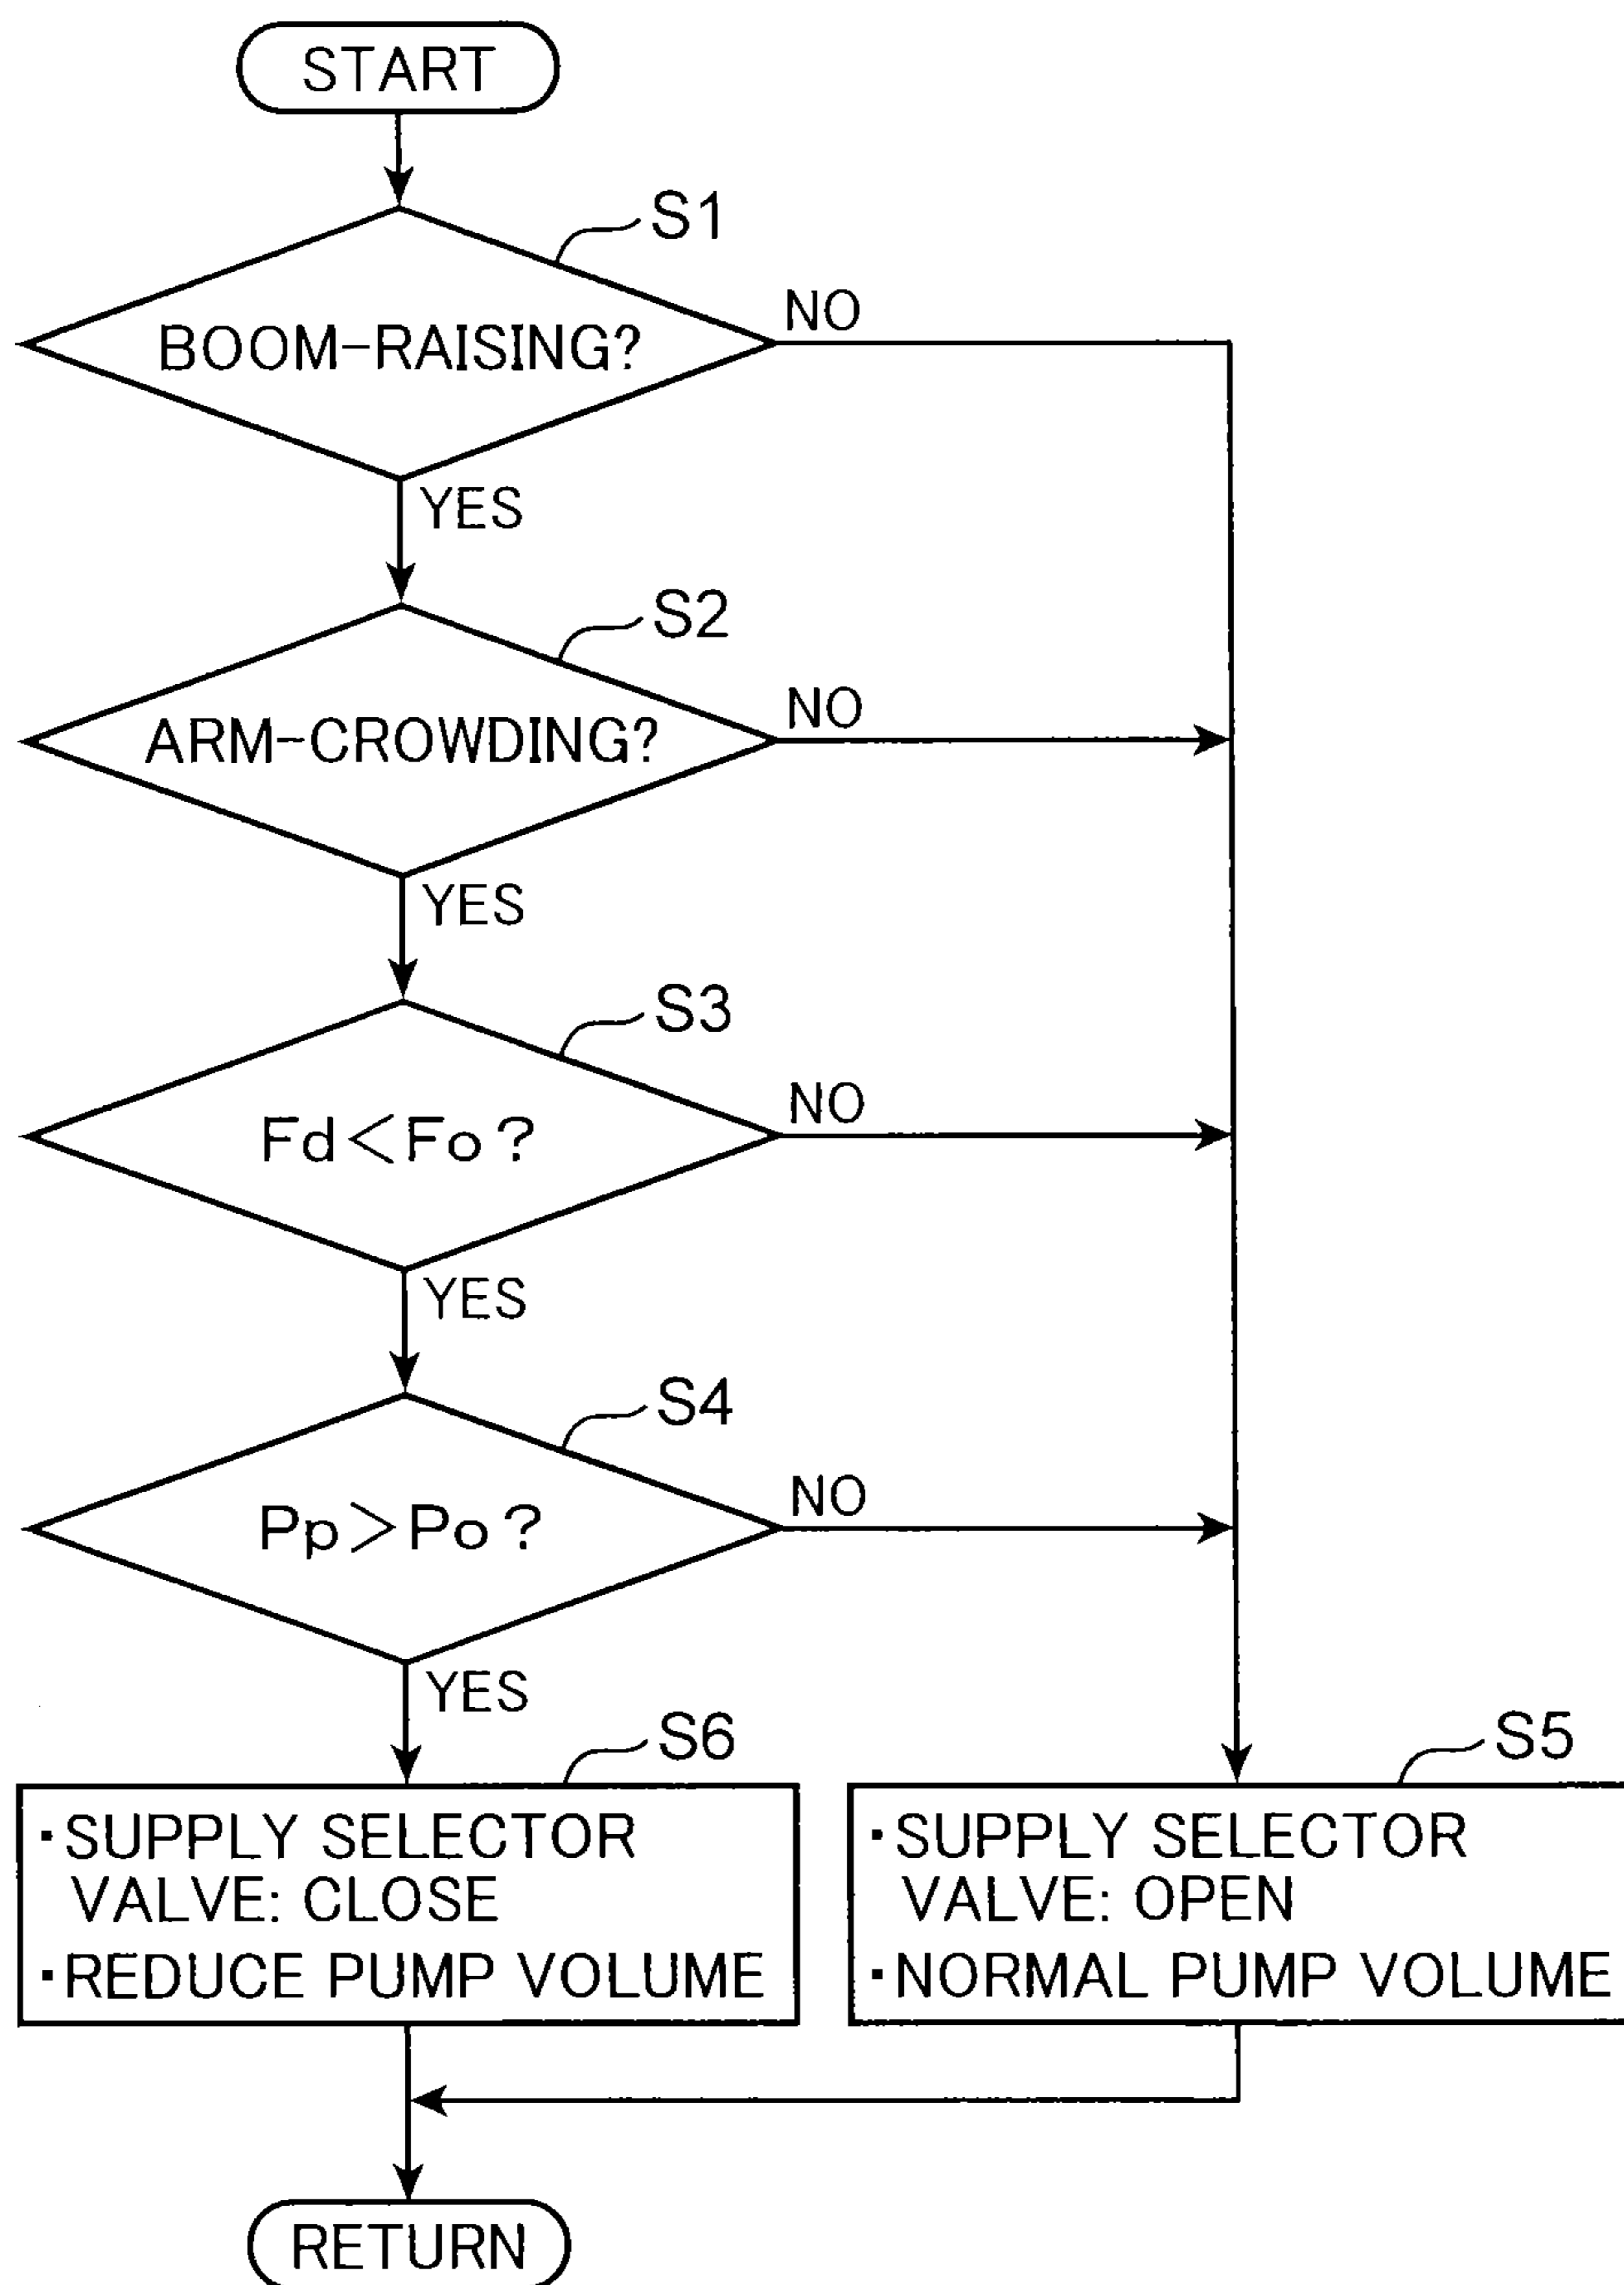 START
S1
BOOM-RAISING?
NO
YES
S2
ARM-CROWDING?
NO
YES
S3
Fd<Fo?
NO
YES
S4
Pp>Po?
NO
YES
S6
・SUPPLY SELECTOR
VALVE: CLOSE
・REDUCE PUMP VOLUME
S5
・SUPPLY SELECTOR
VALVE: OPEN
・NORMAL PUMP VOLUME
RETURN